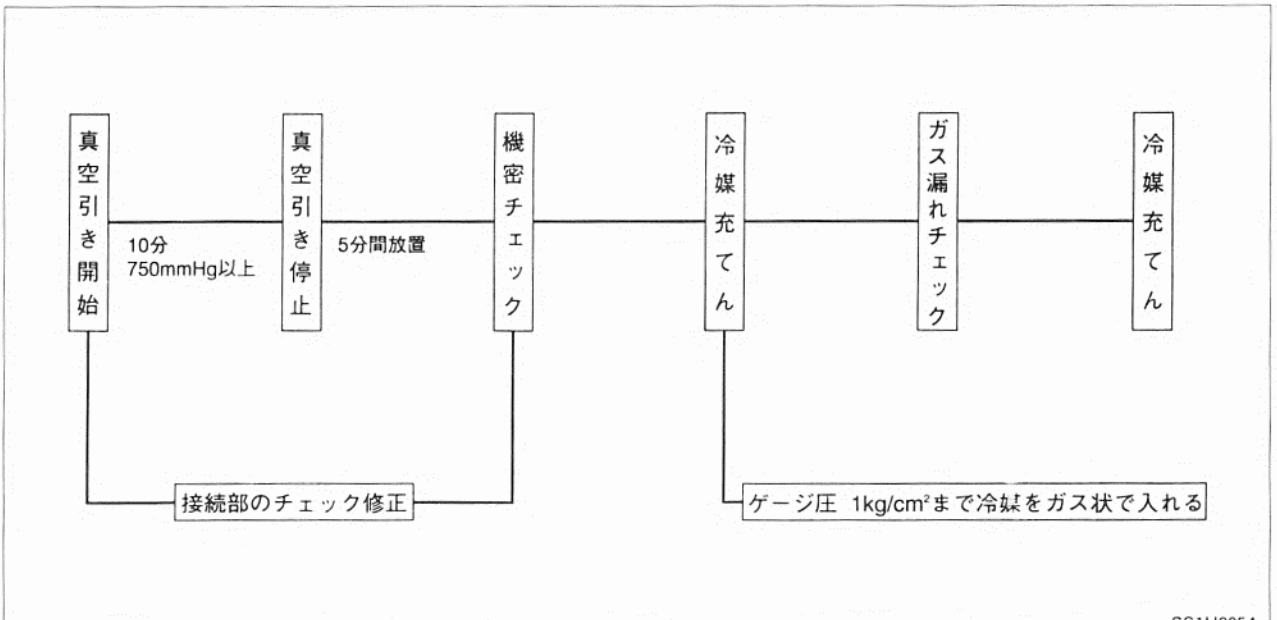 真空引き開始
10分
750mmHg以上
真空引き停止
5分間放置
機密チェック
冷媒充てん
ガス漏れチェック
冷媒充てん
接続部のチェック修正
ゲージ圧 1kg/cm²まで冷媒をガス状で入れる